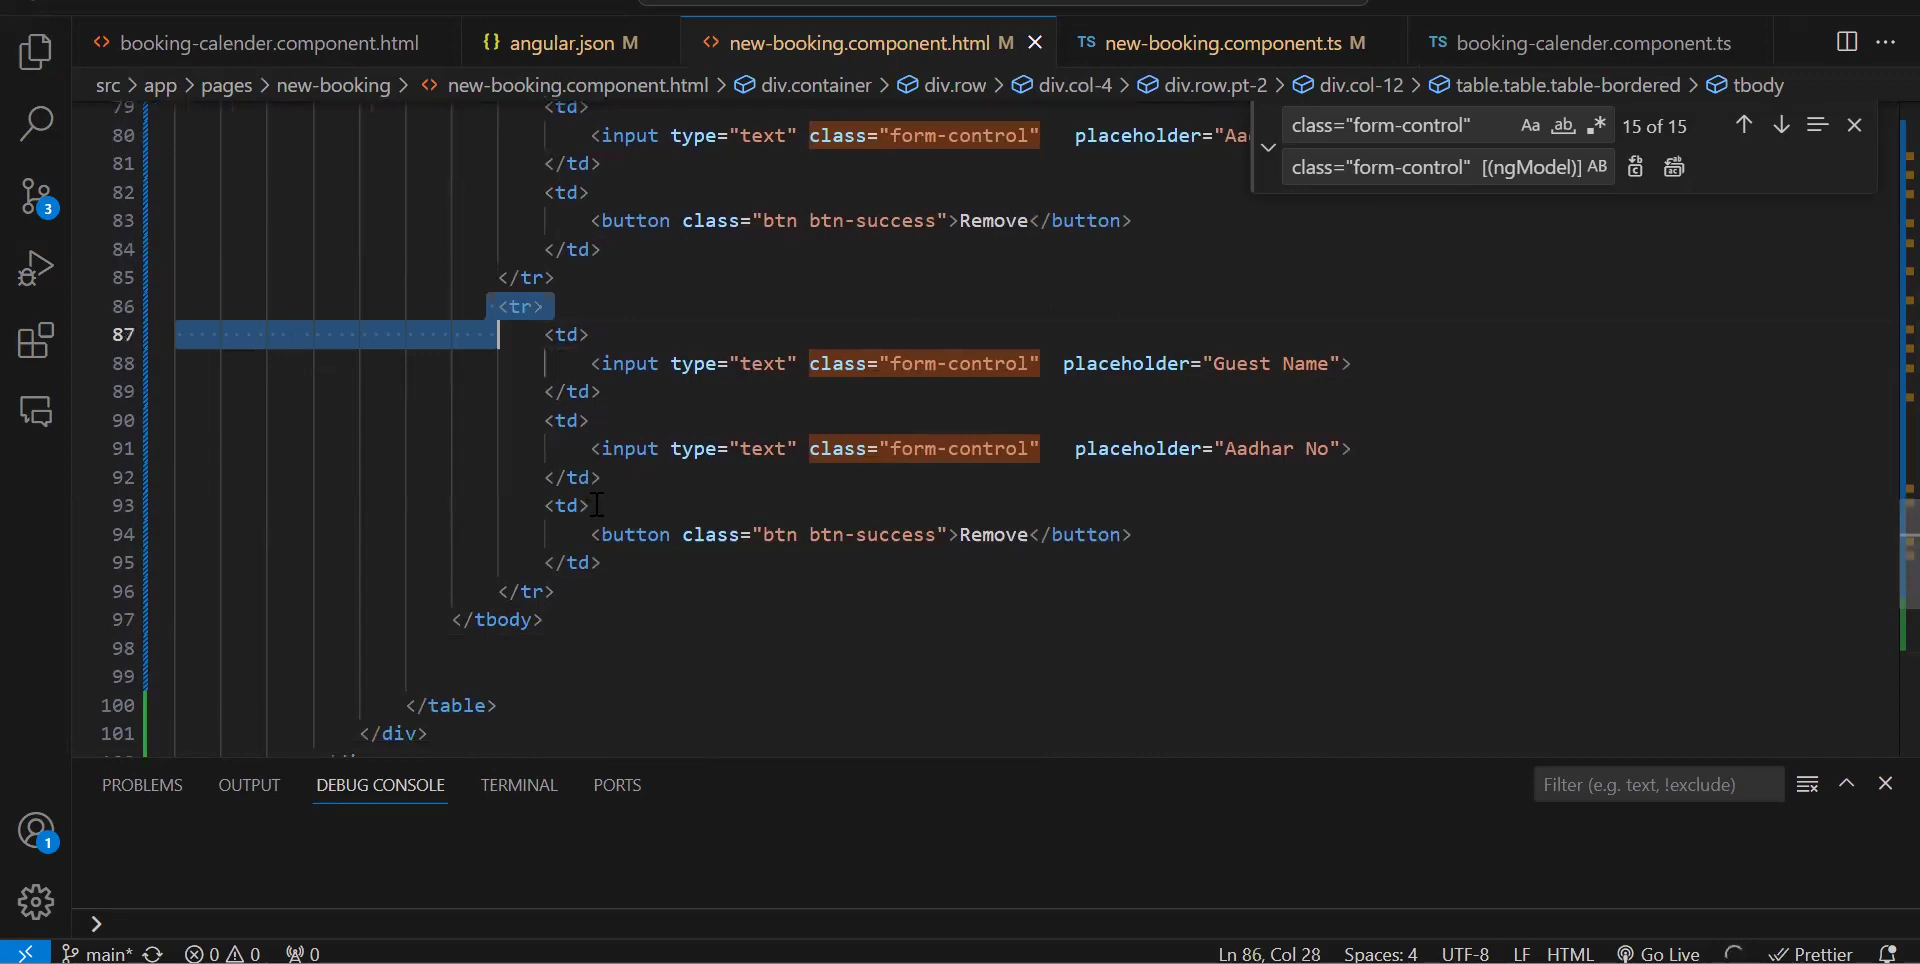 booking-calender.component.html
{} angular.json M
<> new-booking.component.html M
TS new-booking.component.ts M
TS booking-calender.component.ts
src > app > pages > new-booking > <> new-booking.component.html > div.container > div.row > div.col-4 > div.row.pt-2 > div.col-12 > table.table.table-bordered > tbody
class="form-control" Aa ab 15 of 15
class="form-control" [(ngModel)] AB
79 <td>
80 <input type="text" class="form-control" placeholder="Aa
81 </td>
82 <td>
83 <button class="btn btn-success">Remove</button>
84 </td>
85 </tr>
86 <tr>
87 <td>
88 <input type="text" class="form-control" placeholder="Guest Name">
89 </td>
90 <td>
91 <input type="text" class="form-control" placeholder="Aadhar No">
92 </td>
93 <td>
94 <button class="btn btn-success">Remove</button>
95 </td>
96 </tr>
97 </tbody>
98
99
100 </table>
101 </div>
3
1
PROBLEMS OUTPUT DEBUG CONSOLE TERMINAL PORTS Filter (e.g. text, !exclude)
>
main* 0 0 0 Ln 86, Col 28 Spaces: 4 UTF-8 LF HTML Go Live Prettier